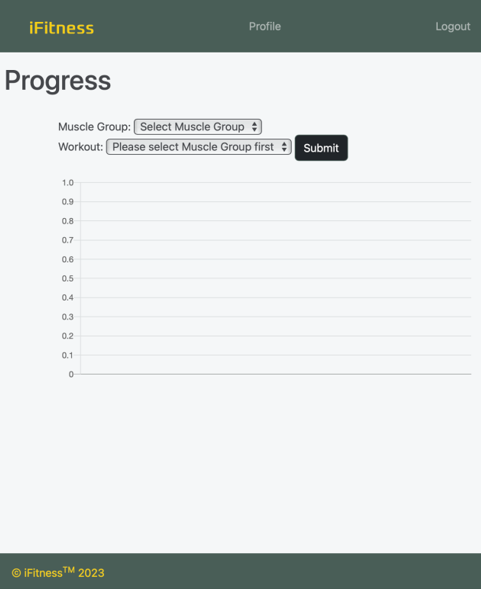 iFitness Profile Logout
Progress
Muscle Group: Select Muscle Group
Workout: Please select Muscle Group first Submit
1.0
0.9
0.8
0.7
0.6
0.5
0.4
0.3
0.2
0.1
0
© iFitness™ 2023